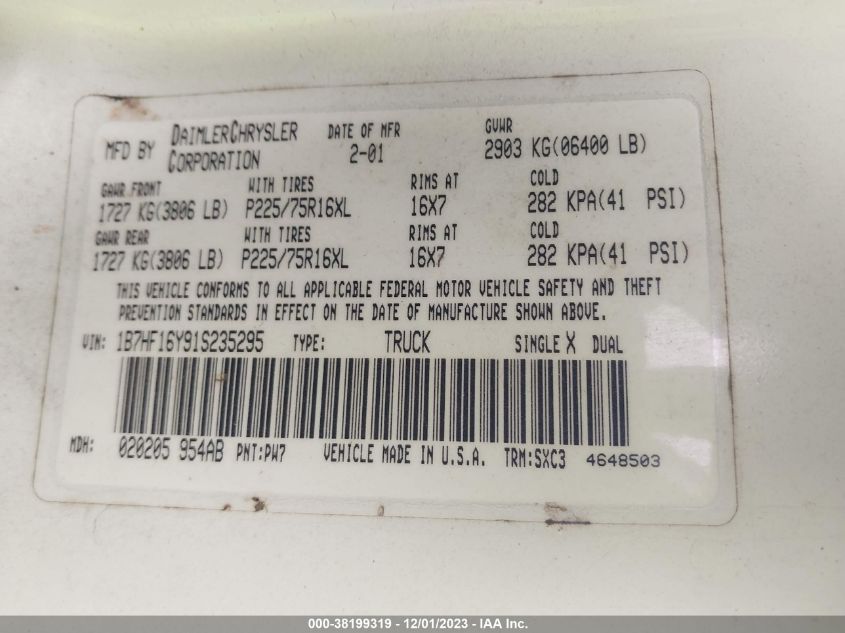 MFD BY DAIMLERCHRYSLER CORPORATION DATE OF MFR 2-01 GVWR 2903 KG(06400 LB)
GAWR FRONT WITH TIRES RIMS AT COLD
1727 KG(3806 LB) P225/75R16XL 16X7 282 KPA(41 PSI)
GAWR REAR WITH TIRES RIMS AT COLD
1727 KG(3806 LB) P225/75R16XL 16X7 282 KPA(41 PSI)
THIS VEHICLE CONFORMS TO ALL APPLICABLE FEDERAL MOTOR VEHICLE SAFETY AND THEFT
PREVENTION STANDARDS IN EFFECT ON THE DATE OF MANUFACTURE SHOWN ABOVE.
VIN: 1B7HF16Y91S235295 TYPE: TRUCK SINGLE X DUAL
MDH: 020205 954AB PNT:PW7 VEHICLE MADE IN U.S.A. TRM:SXC3 4648503
000-38199319 - 12/01/2023 - IAA Inc.